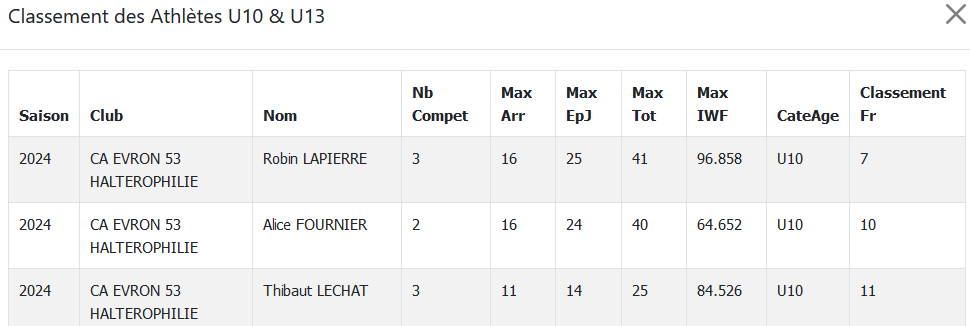 Classement des Athlètes U10 & U13
Saison Club Nom Nb Compet Max Arr Max EpJ Max Tot Max IWF CateAge Classement Fr
2024 CA EVRON 53 HALTEROPHILIE Robin LAPIERRE 3 16 25 41 96.858 U10 7
2024 CA EVRON 53 HALTEROPHILIE Alice FOURNIER 2 16 24 40 64.652 U10 10
2024 CA EVRON 53 HALTEROPHILIE Thibaut LECHAT 3 11 14 25 84.526 U10 11